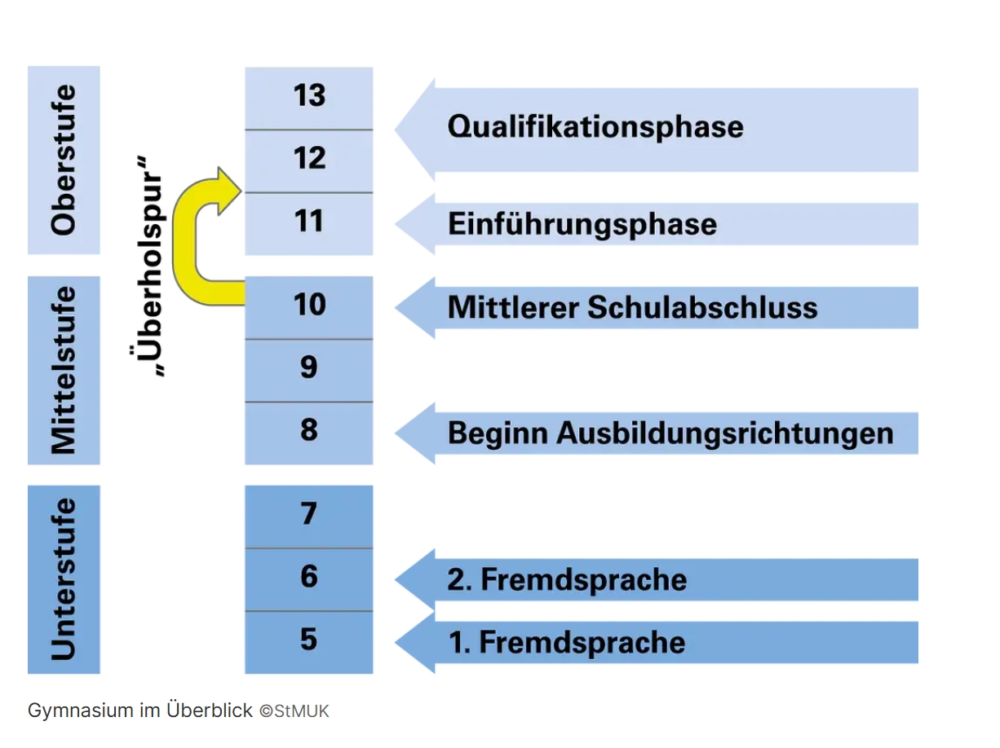 Oberstufe
„Überholspur“
13
12
11
Qualifikationsphase
Einführungsphase
Mittelstufe
10
9
8
Mittlerer Schulabschluss
Beginn Ausbildungsrichtungen
Unterstufe
7
6
5
2. Fremdsprache
1. Fremdsprache
Gymnasium im Überblick ©StMUK